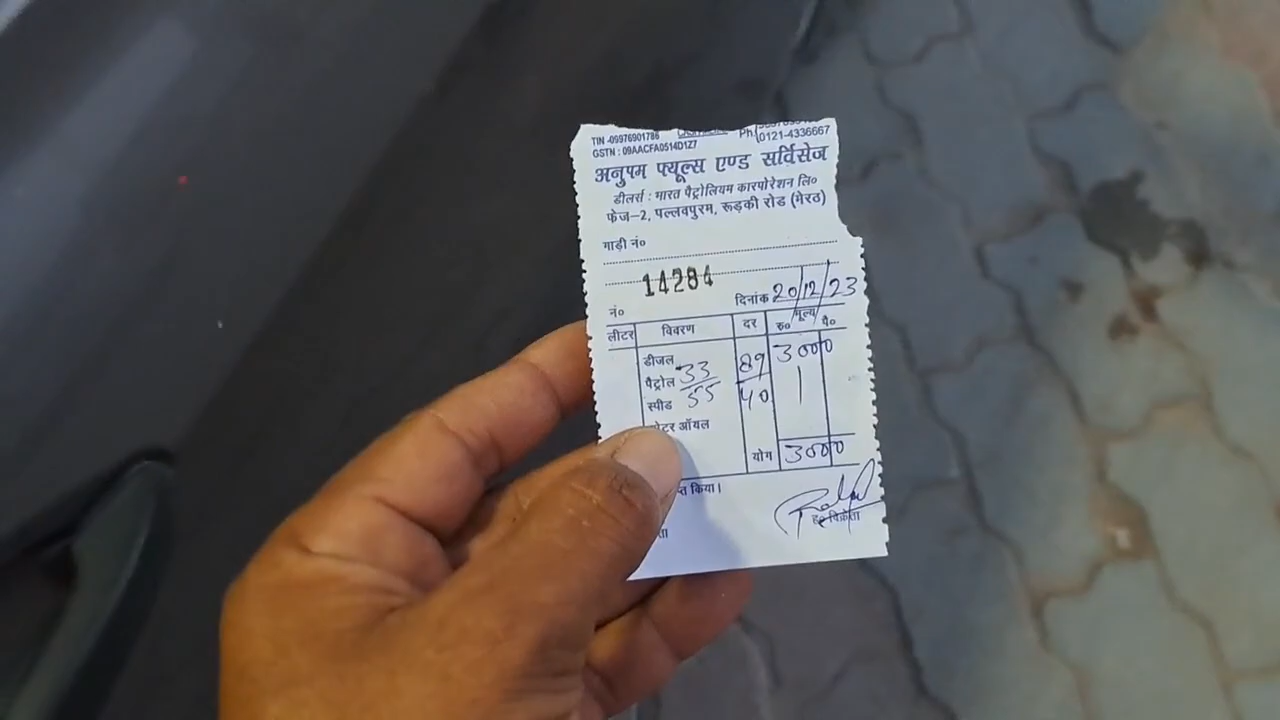 TIN -09976901786 Ph 0121-4336667
GSTN : 09AACFA0514D1Z7
अनुपम फ्यूल्स एण्ड सर्विसेज
डीलर्स : भारत पैट्रोलियम कारपोरेशन लि०
फेज-2, पल्लवपुरम, रूड़की रोड (मेरठ)
गाड़ी नं०
14284
नं० दिनांक 20/12/23
लीटर विवरण दर मूल्य
रु० पै०
डीजल 89 3000
पैट्रोल 33
स्पीड 55 40
ऑयल
योग 3000
किया।
ह० विक्रेता